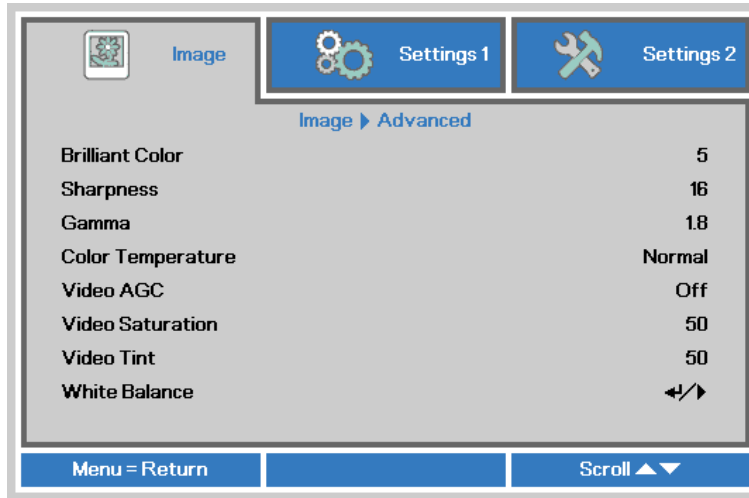 Image Settings 1 Settings 2
Image ▶ Advanced
Brilliant Color 5
Sharpness 16
Gamma 1.8
Color Temperature Normal
Video AGC Off
Video Saturation 50
Video Tint 50
White Balance ↵/▶
Menu = Return Scroll ▲▼